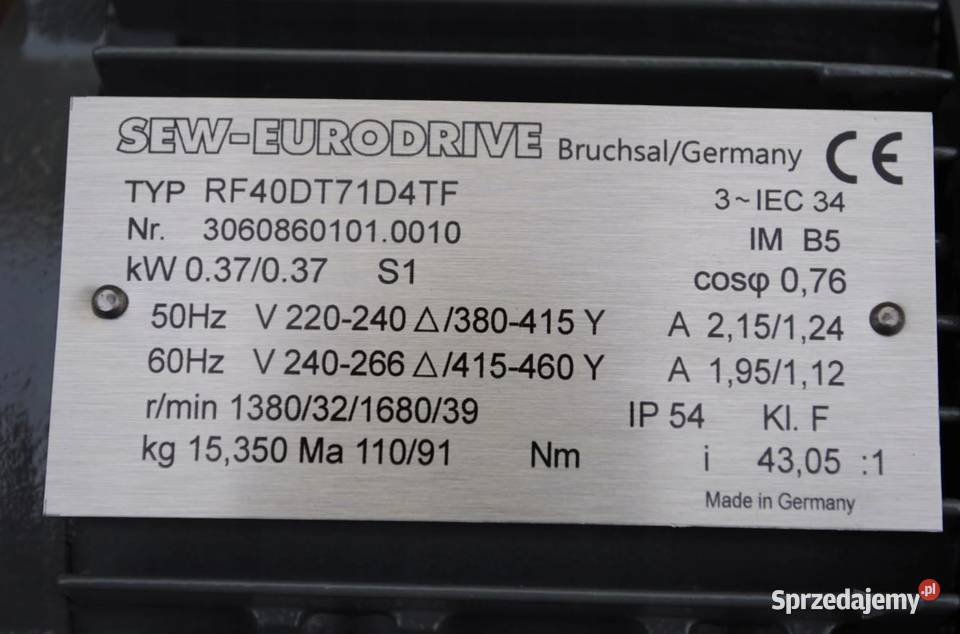 SEW-EURODRIVE Bruchsal/Germany CE
TYP RF40DT71D4TF 3~IEC 34
Nr. 3060860101.0010 IM B5
kW 0.37/0.37 S1 cosφ 0,76
50Hz V 220-240 △/380-415 Y A 2,15/1,24
60Hz V 240-266 △/415-460 Y A 1,95/1,12
r/min 1380/32/1680/39 IP 54 Kl. F
kg 15,350 Ma 110/91 Nm i 43,05 :1
Made in Germany
Sprzedajemy.pl